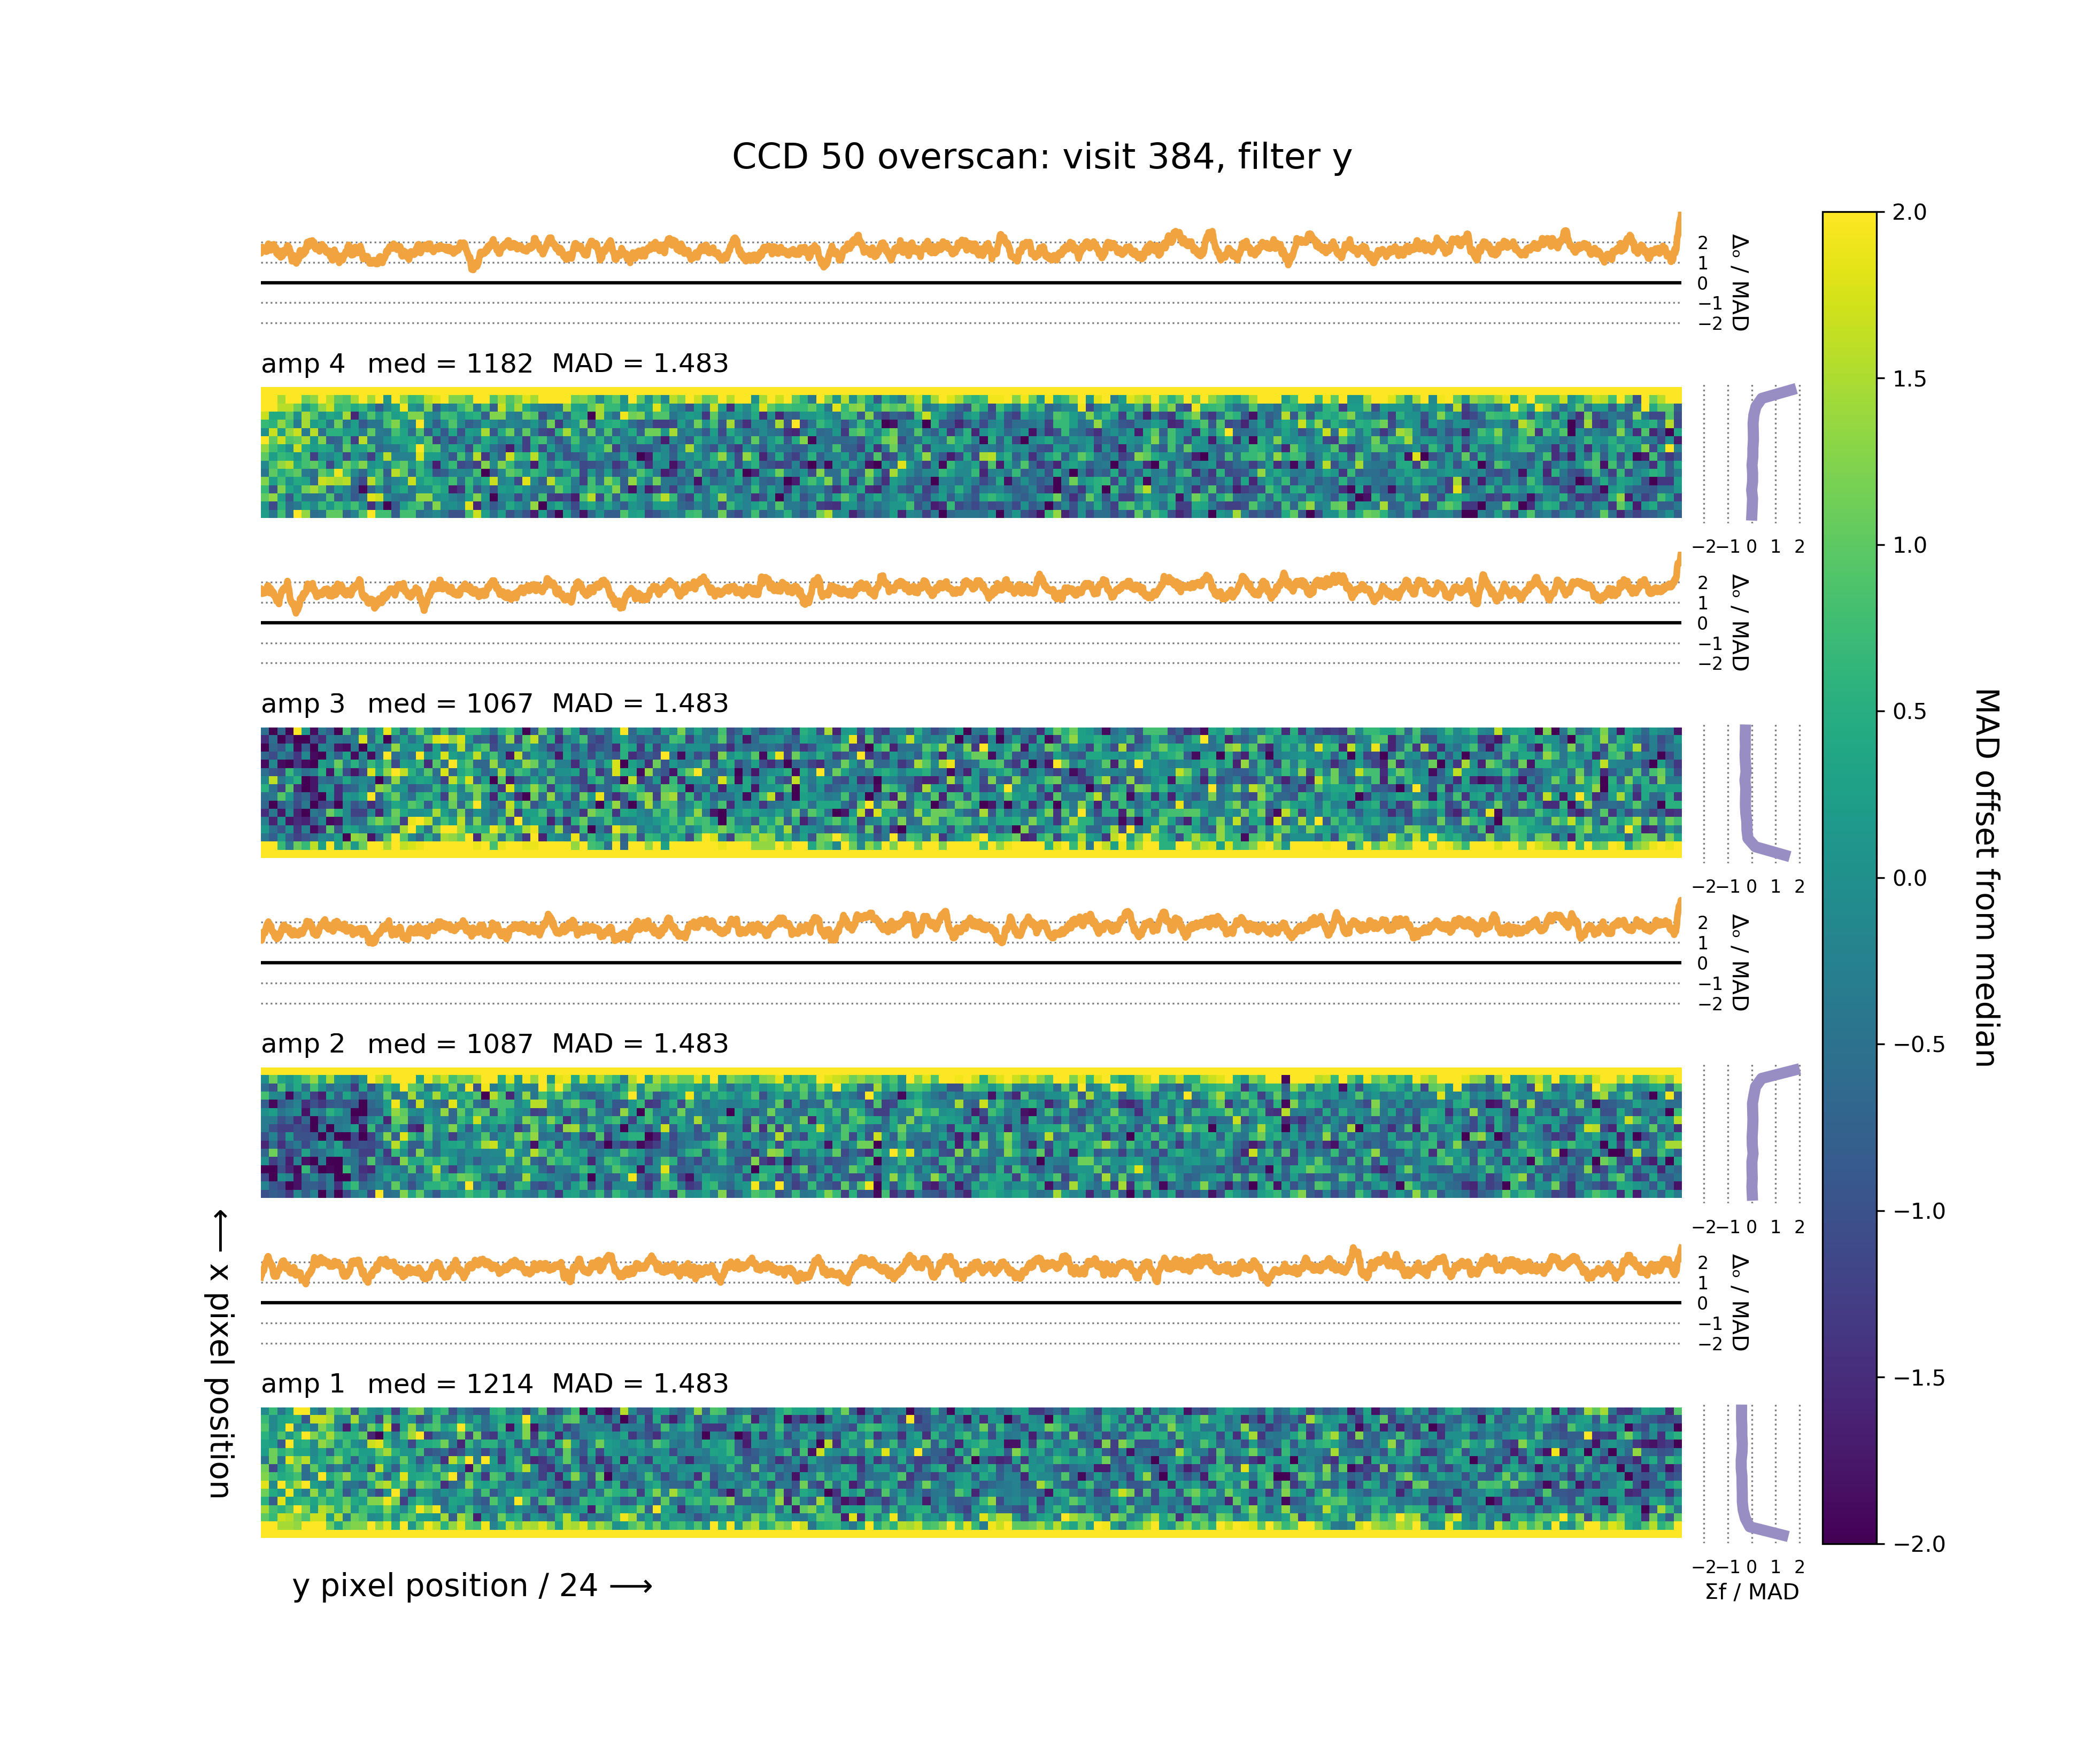 CCD 50 overscan: visit 384, filter y
2
1
0
−1
−2
Δₒ / MAD
amp 4 med = 1182 MAD = 1.483
−2 −1 0 1 2
2
1
0
−1
−2
Δₒ / MAD
amp 3 med = 1067 MAD = 1.483
−2 −1 0 1 2
2
1
0
−1
−2
Δₒ / MAD
amp 2 med = 1087 MAD = 1.483
−2 −1 0 1 2
2
1
0
−1
−2
Δₒ / MAD
amp 1 med = 1214 MAD = 1.483
−2 −1 0 1 2
Σf / MAD
⟵ x pixel position
y pixel position / 24 ⟶
2.0
1.5
1.0
0.5
0.0
−0.5
−1.0
−1.5
−2.0
MAD offset from median